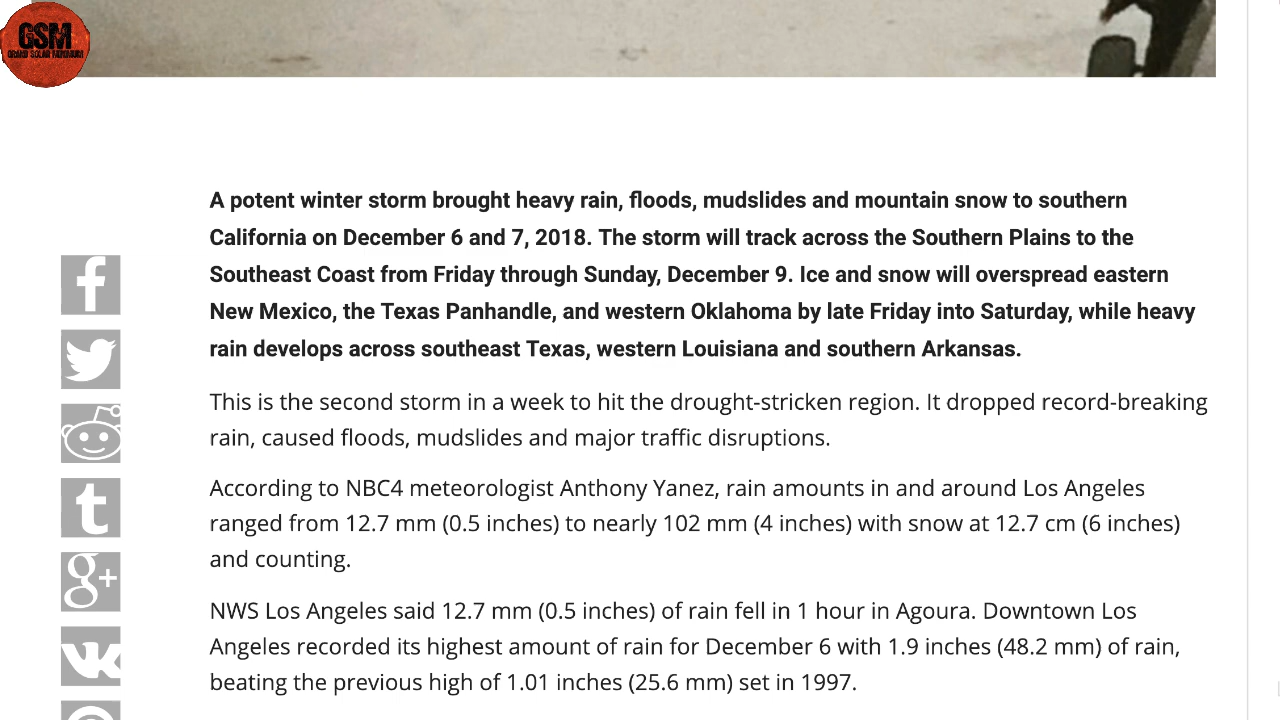 GSM
GRAND SOLAR MINIMUM
A potent winter storm brought heavy rain, floods, mudslides and mountain snow to southern
California on December 6 and 7, 2018. The storm will track across the Southern Plains to the
Southeast Coast from Friday through Sunday, December 9. Ice and snow will overspread eastern
New Mexico, the Texas Panhandle, and western Oklahoma by late Friday into Saturday, while heavy
rain develops across southeast Texas, western Louisiana and southern Arkansas.
This is the second storm in a week to hit the drought-stricken region. It dropped record-breaking
rain, caused floods, mudslides and major traffic disruptions.
According to NBC4 meteorologist Anthony Yanez, rain amounts in and around Los Angeles
ranged from 12.7 mm (0.5 inches) to nearly 102 mm (4 inches) with snow at 12.7 cm (6 inches)
and counting.
NWS Los Angeles said 12.7 mm (0.5 inches) of rain fell in 1 hour in Agoura. Downtown Los
Angeles recorded its highest amount of rain for December 6 with 1.9 inches (48.2 mm) of rain,
beating the previous high of 1.01 inches (25.6 mm) set in 1997.